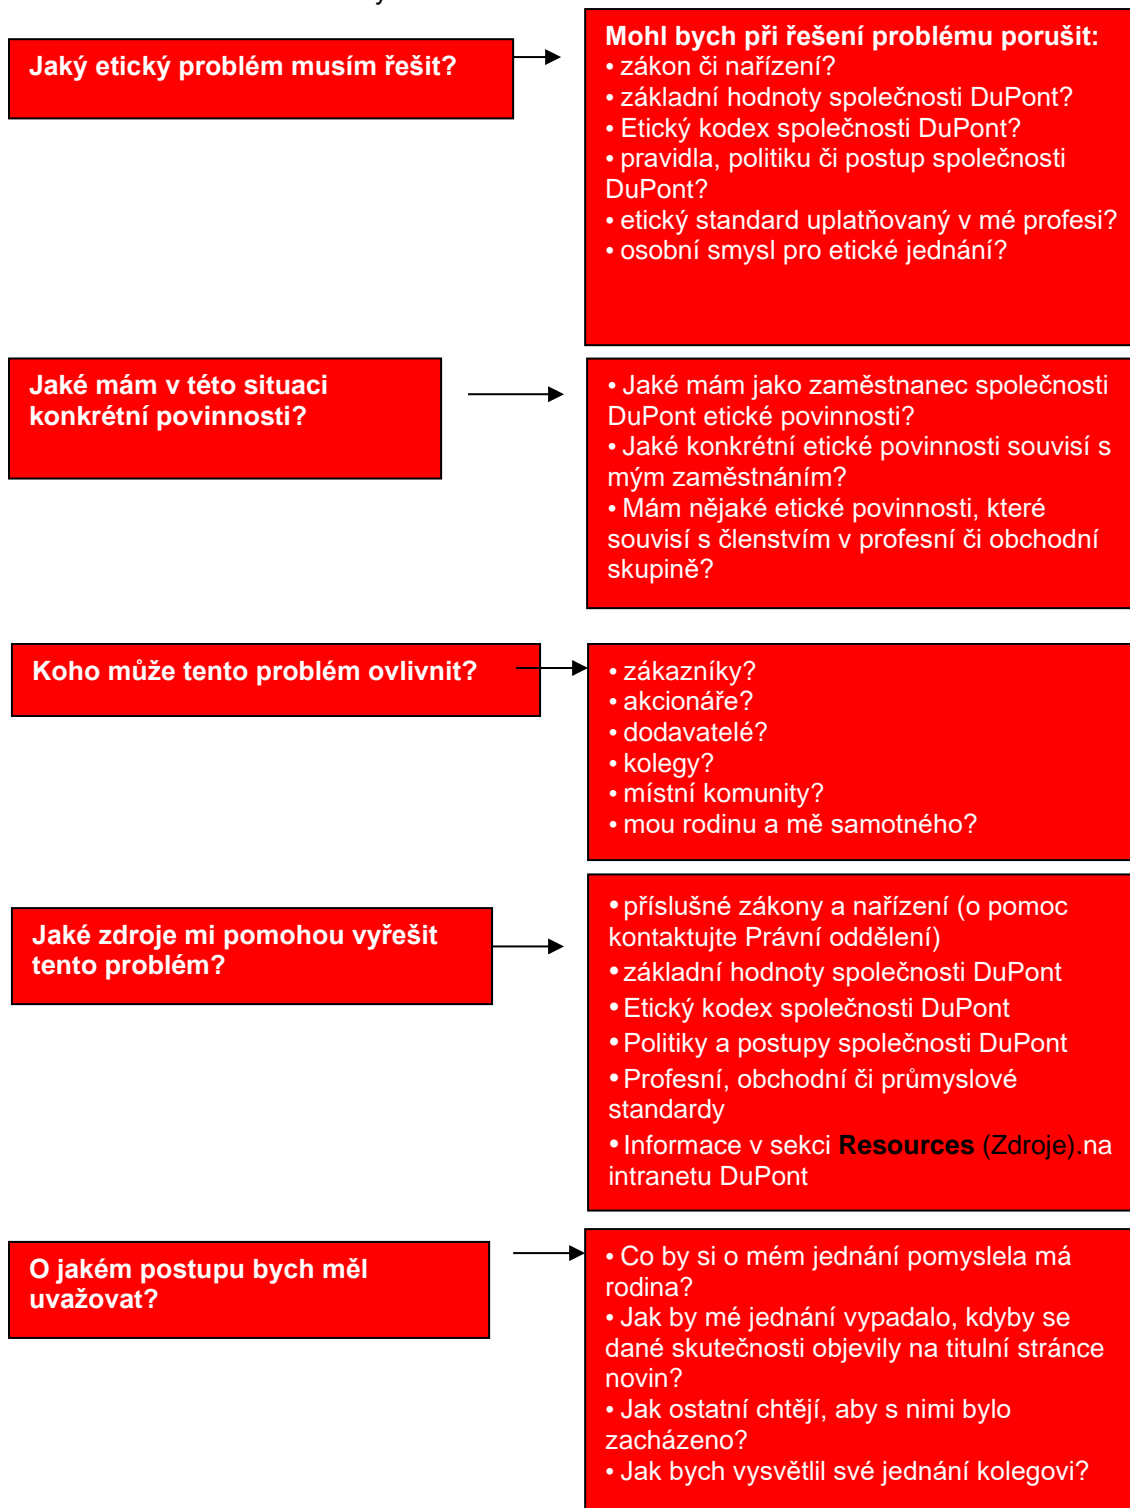 y
Jaký etický problém musím řešit?
Mohl bych při řešení problému porušit:
• zákon či nařízení?
• základní hodnoty společnosti DuPont?
• Etický kodex společnosti DuPont?
• pravidla, politiku či postup společnosti
DuPont?
• etický standard uplatňovaný v mé profesi?
• osobní smysl pro etické jednání?
Jaké mám v této situaci
konkrétní povinnosti?
• Jaké mám jako zaměstnanec společnosti
DuPont etické povinnosti?
• Jaké konkrétní etické povinnosti souvisí s
mým zaměstnáním?
• Mám nějaké etické povinnosti, které
souvisí s členstvím v profesní či obchodní
skupině?
Koho může tento problém ovlivnit?
• zákazníky?
• akcionáře?
• dodavatelé?
• kolegy?
• místní komunity?
• mou rodinu a mě samotného?
Jaké zdroje mi pomohou vyřešit
tento problém?
• příslušné zákony a nařízení (o pomoc
kontaktujte Právní oddělení)
• základní hodnoty společnosti DuPont
• Etický kodex společnosti DuPont
• Politiky a postupy společnosti DuPont
• Profesní, obchodní či průmyslové
standardy
• Informace v sekci Resources (Zdroje).na
intranetu DuPont
O jakém postupu bych měl
uvažovat?
• Co by si o mém jednání pomyslela má
rodina?
• Jak by mé jednání vypadalo, kdyby se
dané skutečnosti objevily na titulní stránce
novin?
• Jak ostatní chtějí, aby s nimi bylo
zacházeno?
• Jak bych vysvětlil své jednání kolegovi?